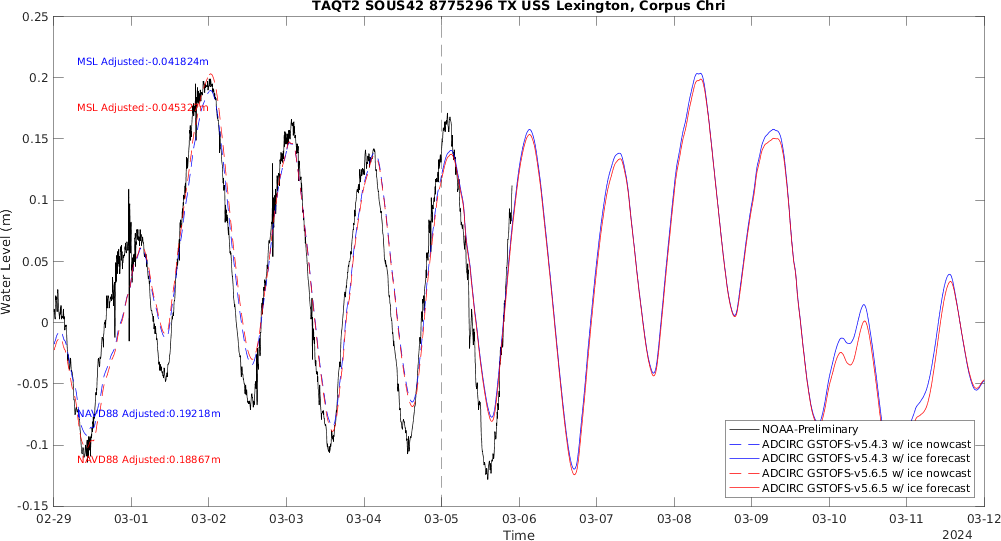 TAQT2 SOUS42 8775296 TX USS Lexington, Corpus Chri
0.25
MSL Adjusted:-0.041824m
0.2
MSL Adjusted:-0.04532 m
0.15
0.1
0.05
Water Level (m)
0
-0.05
NAVD88 Adjusted:0.19218m
NOAA-Preliminary
-0.1
ADCIRC GSTOFS-v5.4.3 w/ ice nowcast
NAVD88 Adjusted:0.18867m
ADCIRC GSTOFS-v5.4.3 w/ ice forecast
ADCIRC GSTOFS-v5.6.5 w/ ice nowcast
ADCIRC GSTOFS-v5.6.5 w/ ice forecast
-0.15
02-29 03-01 03-02 03-03 03-04 03-05 03-06 03-07 03-08 03-09 03-10 03-11 03-12
Time
2024